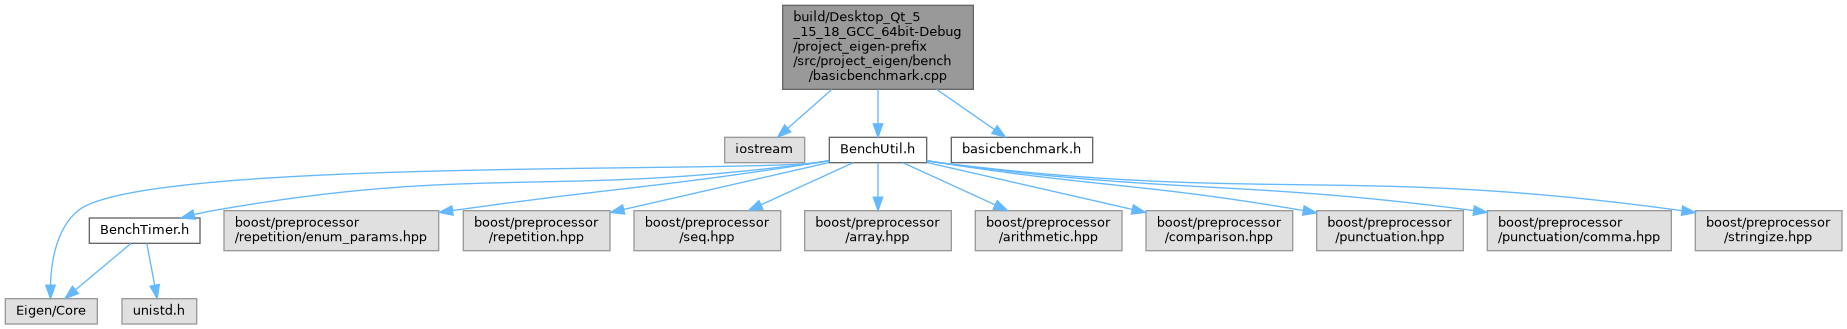 build/Desktop_Qt_5
_15_18_GCC_64bit-Debug
/project_eigen-prefix
/src/project_eigen/bench
/basicbenchmark.cpp
iostream
BenchUtil.h
basicbenchmark.h
BenchTimer.h
boost/preprocessor
/repetition/enum_params.hpp
boost/preprocessor
/repetition.hpp
boost/preprocessor
/seq.hpp
boost/preprocessor
/array.hpp
boost/preprocessor
/arithmetic.hpp
boost/preprocessor
/comparison.hpp
boost/preprocessor
/punctuation.hpp
boost/preprocessor
/punctuation/comma.hpp
boost/preprocessor
/stringize.hpp
Eigen/Core
unistd.h